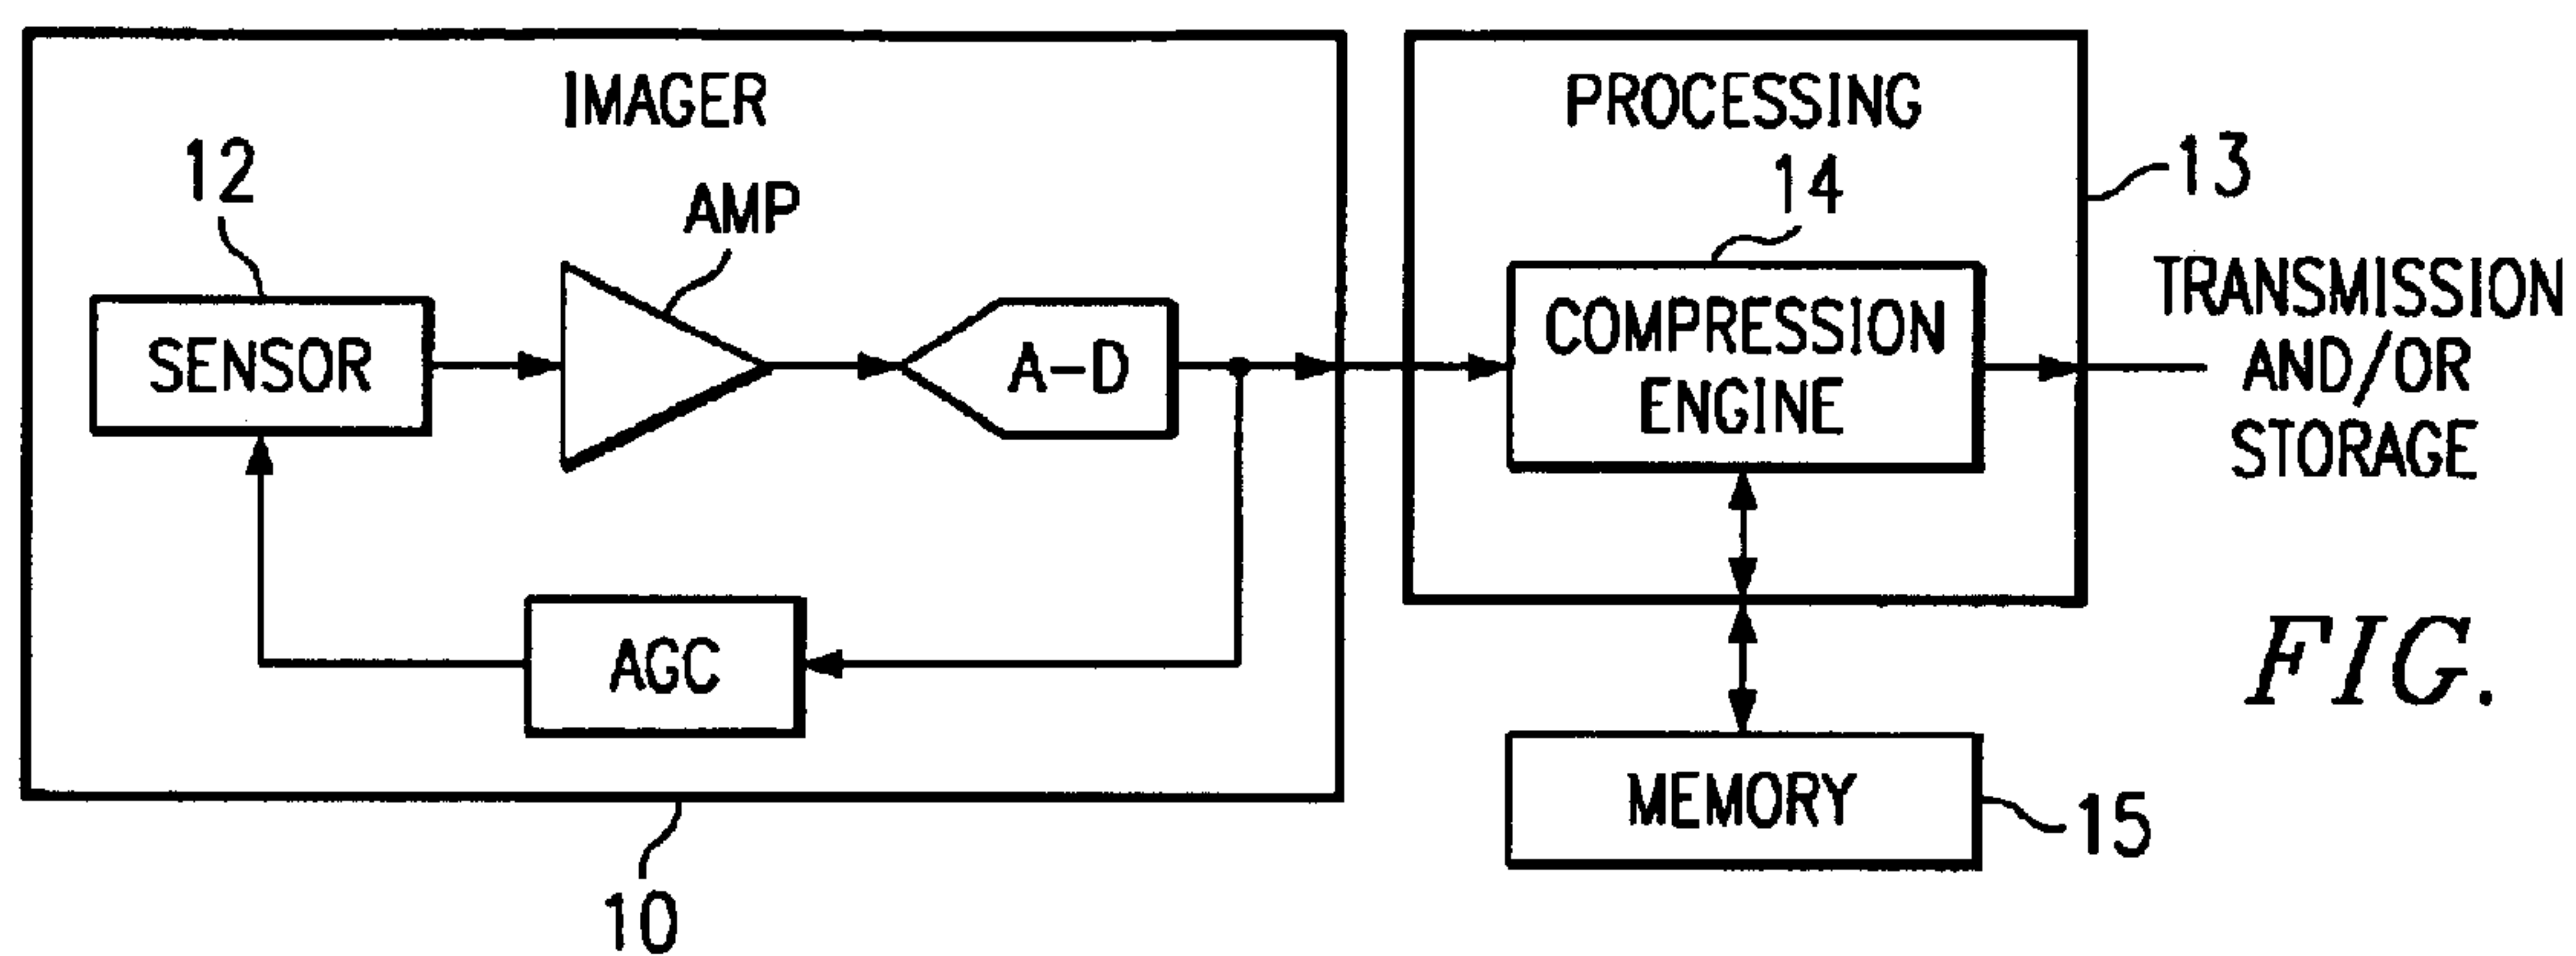 IMAGER
12
AMP
SENSOR
A-D
AGC
10
PROCESSING
14
13
COMPRESSION
ENGINE
TRANSMISSION
AND/OR
STORAGE
MEMORY
15
FIG.